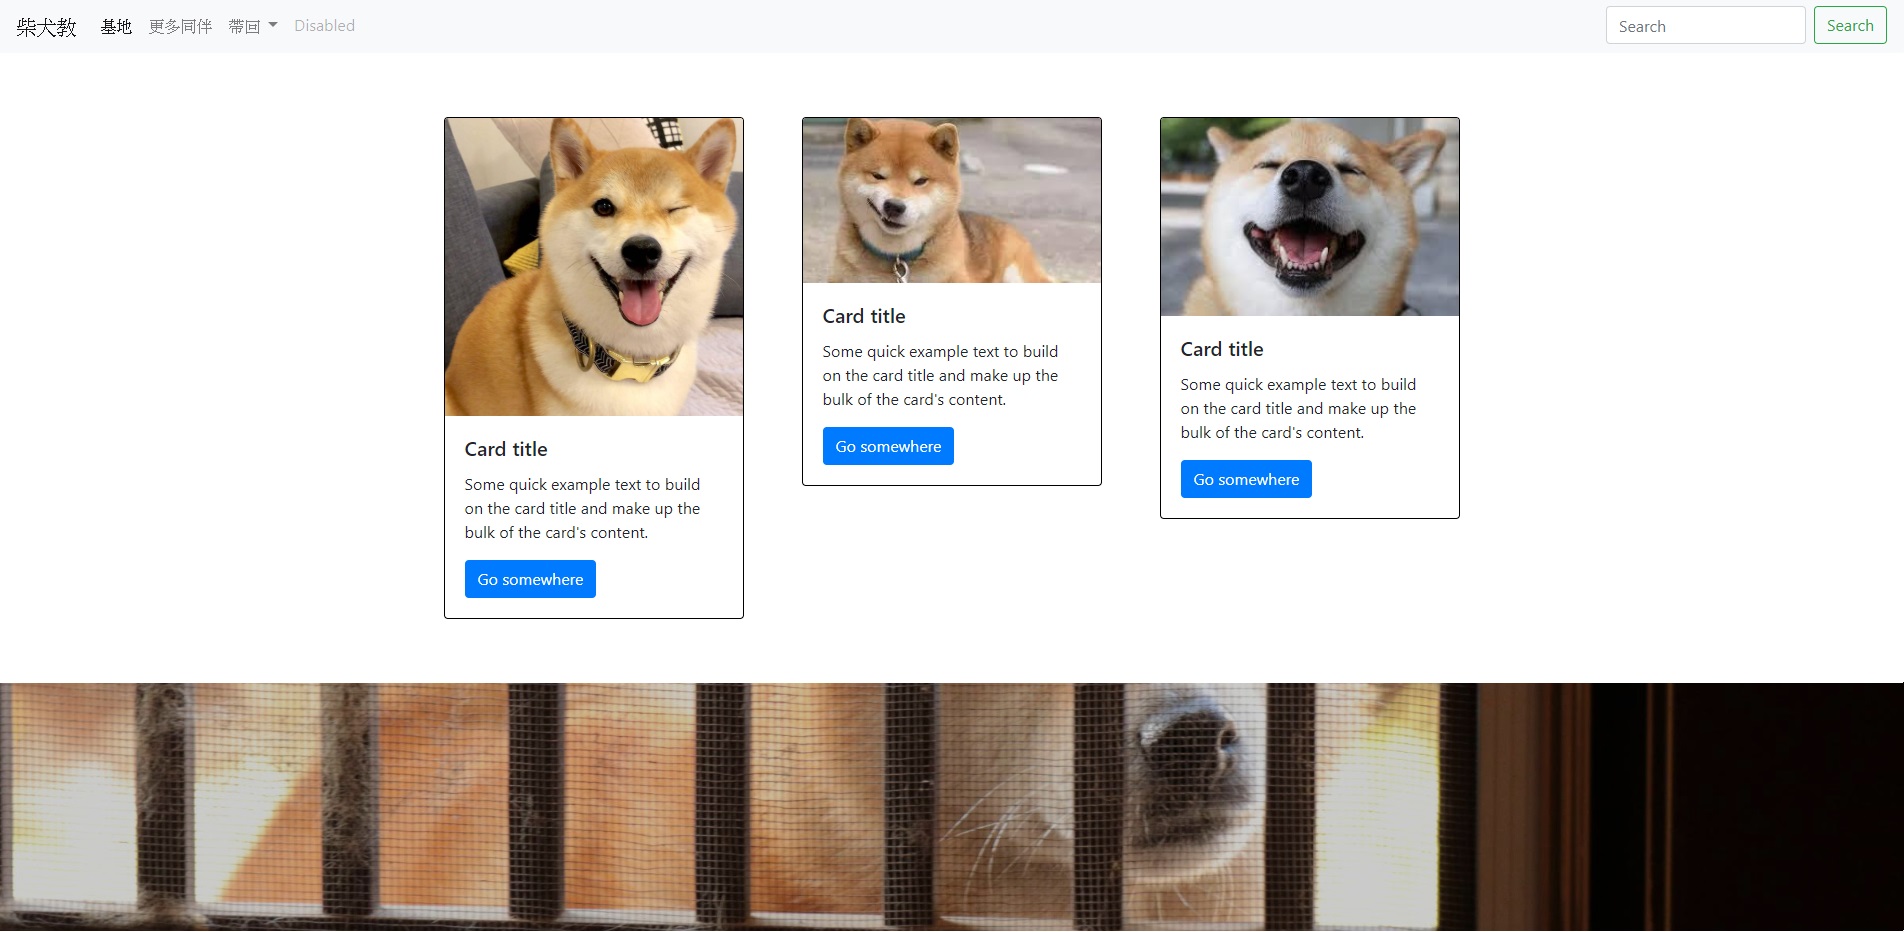 柴犬教 基地 更多同伴 帶回 Disabled Search Search
Card title
Some quick example text to build
on the card title and make up the
bulk of the card's content.
Go somewhere
Card title
Some quick example text to build
on the card title and make up the
bulk of the card's content.
Go somewhere
Card title
Some quick example text to build
on the card title and make up the
bulk of the card's content.
Go somewhere